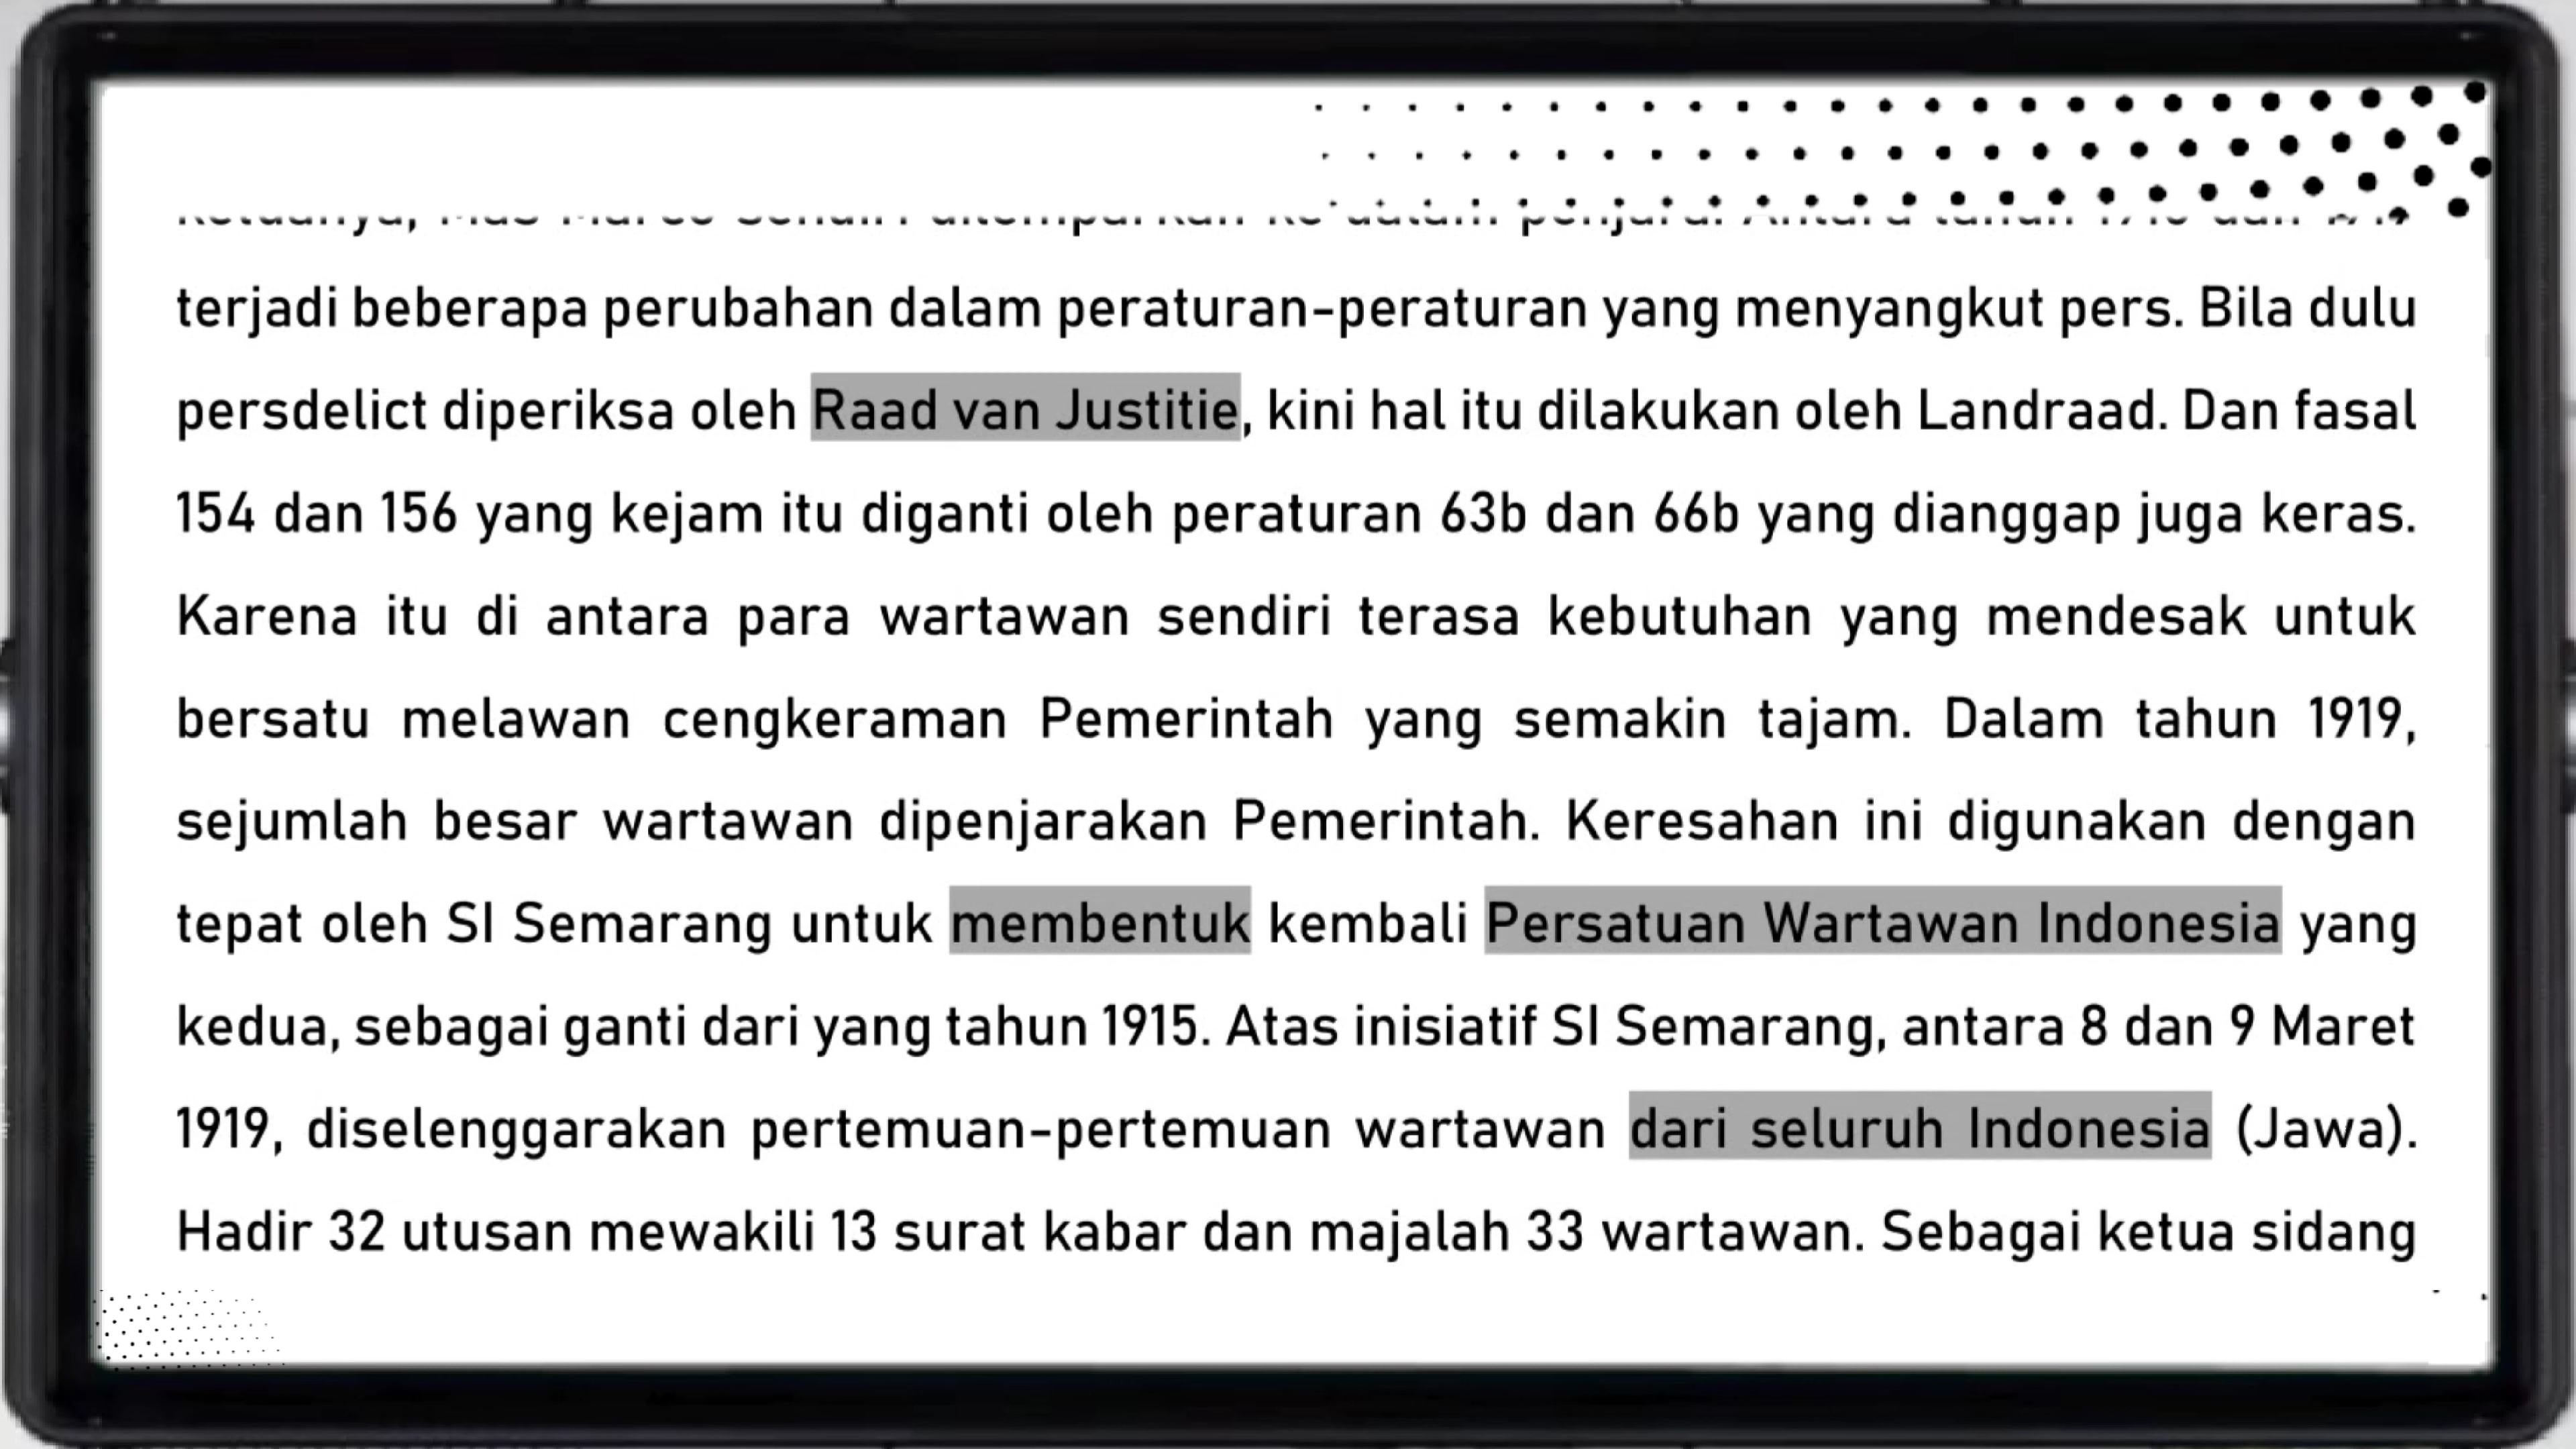 terjadi beberapa perubahan dalam peraturan-peraturan yang menyangkut pers. Bila dulu
persdelict diperiksa oleh Raad van Justitie, kini hal itu dilakukan oleh Landraad. Dan fasal
154 dan 156 yang kejam itu diganti oleh peraturan 63b dan 66b yang dianggap juga keras.
Karena itu di antara para wartawan sendiri terasa kebutuhan yang mendesak untuk
bersatu melawan cengkeraman Pemerintah yang semakin tajam. Dalam tahun 1919,
sejumlah besar wartawan dipenjarakan Pemerintah. Keresahan ini digunakan dengan
tepat oleh SI Semarang untuk membentuk kembali Persatuan Wartawan Indonesia yang
kedua, sebagai ganti dari yang tahun 1915. Atas inisiatif SI Semarang, antara 8 dan 9 Maret
1919, diselenggarakan pertemuan-pertemuan wartawan dari seluruh Indonesia (Jawa).
Hadir 32 utusan mewakili 13 surat kabar dan majalah 33 wartawan. Sebagai ketua sidang